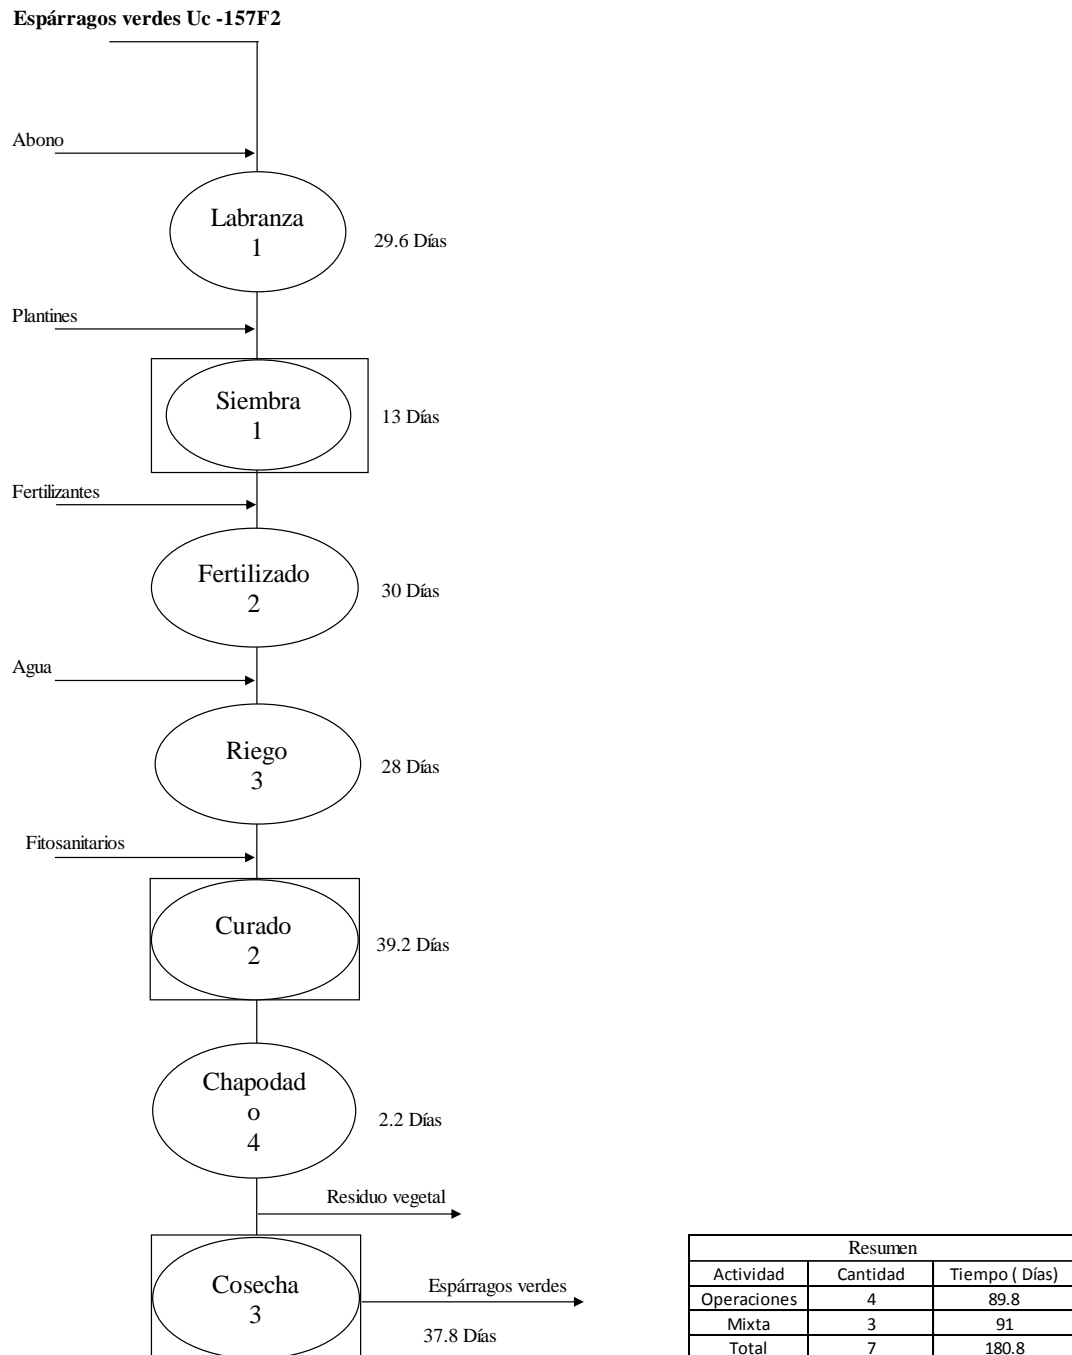 Espárragos verdes Uc -157F2
Abono
Labranza
1
29.6 Días
Plantines
Siembra
1
13 Días
Fertilizantes
Fertilizado
2
30 Días
Agua
Riego
3
28 Días
Fitosanitarios
Curado
2
39.2 Días
Chapodad
o
4
2.2 Días
Residuo vegetal
Cosecha
3
Espárragos verdes
37.8 Días
Resumen
Actividad Cantidad Tiempo ( Días)
Operaciones 4 89.8
Mixta 3 91
Total 7 180.8